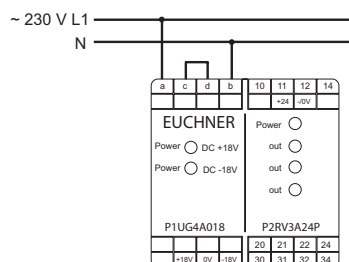 ~ 230 V L1
N
a c d b 10 11 12 14
+24 -/0V
EUCHNER Power
Power DC +18V out
Power DC -18V out
out
P1UG4A018 P2RV3A24P
20 21 22 24
+18V 0V -18V 30 31 32 34